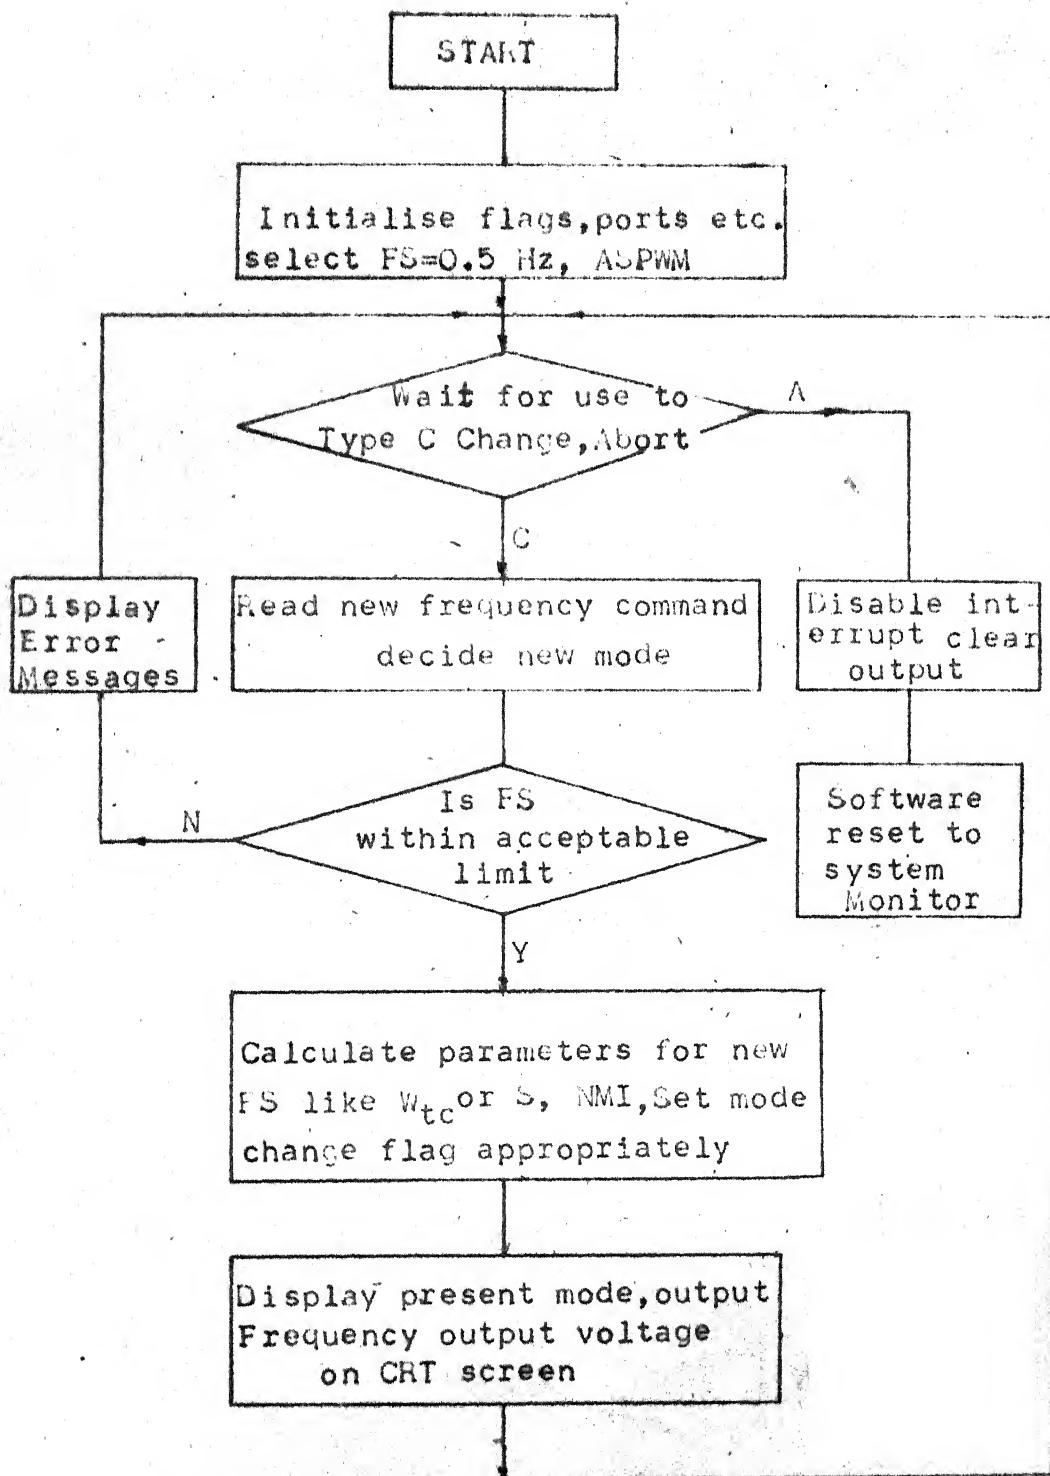 START
Initialise flags,ports etc.
select FS=0.5 Hz, ASPWM
Wait for use to
Type C Change,Abort
A
C
Display
Error
Messages
Read new frequency command
decide new mode
Disable int-
errupt clear
output
Is FS
within acceptable
limit
N
Software
reset to
system
Monitor
Y
Calculate parameters for new
FS like Wtc or S, NMI,Set mode
change flag appropriately
Display present mode,output
Frequency output voltage
on CRT screen